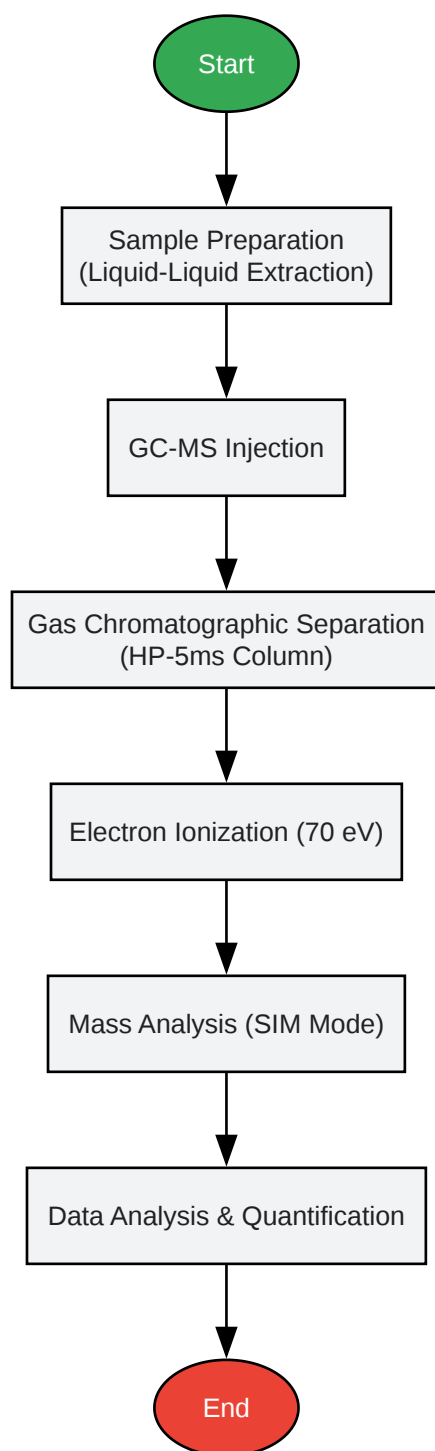 Start
Sample Preparation
(Liquid-Liquid Extraction)
GC-MS Injection
Gas Chromatographic Separation
(HP-5ms Column)
Electron Ionization (70 eV)
Mass Analysis (SIM Mode)
Data Analysis & Quantification
End